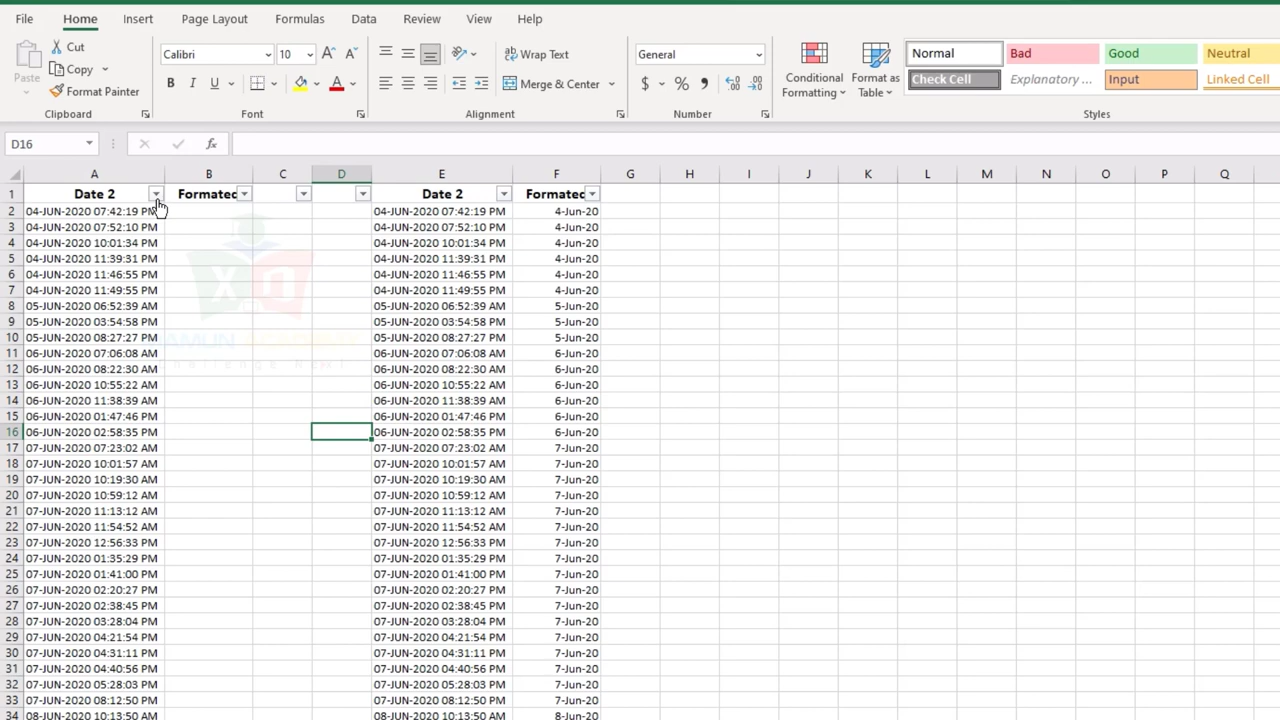 File Home Insert Page Layout Formulas Data Review View Help
Paste Cut Copy Format Painter Clipboard
Calibri 10 A A B I U A Font
Wrap Text Merge & Center Alignment
General $ % Number
Conditional Formatting Format as Table Normal Bad Good Neutral
Check Cell Explanatory ... Input Linked Cell Styles
D16 fx
A B C D E F G H I J K L M N O P Q
1 Date 2 Formated Date 2 Formated
2 04-JUN-2020 07:42:19 PM 04-JUN-2020 07:42:19 PM 4-Jun-20
3 04-JUN-2020 07:52:10 PM 04-JUN-2020 07:52:10 PM 4-Jun-20
4 04-JUN-2020 10:01:34 PM 04-JUN-2020 10:01:34 PM 4-Jun-20
5 04-JUN-2020 11:39:31 PM 04-JUN-2020 11:39:31 PM 4-Jun-20
6 04-JUN-2020 11:46:55 PM 04-JUN-2020 11:46:55 PM 4-Jun-20
7 04-JUN-2020 11:49:55 PM 04-JUN-2020 11:49:55 PM 4-Jun-20
8 05-JUN-2020 06:52:39 AM 05-JUN-2020 06:52:39 AM 5-Jun-20
9 05-JUN-2020 03:54:58 PM 05-JUN-2020 03:54:58 PM 5-Jun-20
10 05-JUN-2020 08:27:27 PM 05-JUN-2020 08:27:27 PM 5-Jun-20
11 06-JUN-2020 07:06:08 AM 06-JUN-2020 07:06:08 AM 6-Jun-20
12 06-JUN-2020 08:22:30 AM 06-JUN-2020 08:22:30 AM 6-Jun-20
13 06-JUN-2020 10:55:22 AM 06-JUN-2020 10:55:22 AM 6-Jun-20
14 06-JUN-2020 11:38:39 AM 06-JUN-2020 11:38:39 AM 6-Jun-20
15 06-JUN-2020 01:47:46 PM 06-JUN-2020 01:47:46 PM 6-Jun-20
16 06-JUN-2020 02:58:35 PM 06-JUN-2020 02:58:35 PM 6-Jun-20
17 07-JUN-2020 07:23:02 AM 07-JUN-2020 07:23:02 AM 7-Jun-20
18 07-JUN-2020 10:01:57 AM 07-JUN-2020 10:01:57 AM 7-Jun-20
19 07-JUN-2020 10:19:30 AM 07-JUN-2020 10:19:30 AM 7-Jun-20
20 07-JUN-2020 10:59:12 AM 07-JUN-2020 10:59:12 AM 7-Jun-20
21 07-JUN-2020 11:13:12 AM 07-JUN-2020 11:13:12 AM 7-Jun-20
22 07-JUN-2020 11:54:52 AM 07-JUN-2020 11:54:52 AM 7-Jun-20
23 07-JUN-2020 12:56:33 PM 07-JUN-2020 12:56:33 PM 7-Jun-20
24 07-JUN-2020 01:35:29 PM 07-JUN-2020 01:35:29 PM 7-Jun-20
25 07-JUN-2020 01:41:00 PM 07-JUN-2020 01:41:00 PM 7-Jun-20
26 07-JUN-2020 02:20:27 PM 07-JUN-2020 02:20:27 PM 7-Jun-20
27 07-JUN-2020 02:38:45 PM 07-JUN-2020 02:38:45 PM 7-Jun-20
28 07-JUN-2020 03:28:04 PM 07-JUN-2020 03:28:04 PM 7-Jun-20
29 07-JUN-2020 04:21:54 PM 07-JUN-2020 04:21:54 PM 7-Jun-20
30 07-JUN-2020 04:31:11 PM 07-JUN-2020 04:31:11 PM 7-Jun-20
31 07-JUN-2020 04:40:56 PM 07-JUN-2020 04:40:56 PM 7-Jun-20
32 07-JUN-2020 05:28:03 PM 07-JUN-2020 05:28:03 PM 7-Jun-20
33 07-JUN-2020 08:12:50 PM 07-JUN-2020 08:12:50 PM 7-Jun-20
34 08-JUN-2020 10:13:50 AM 08-JUN-2020 10:13:50 AM 8-Jun-20